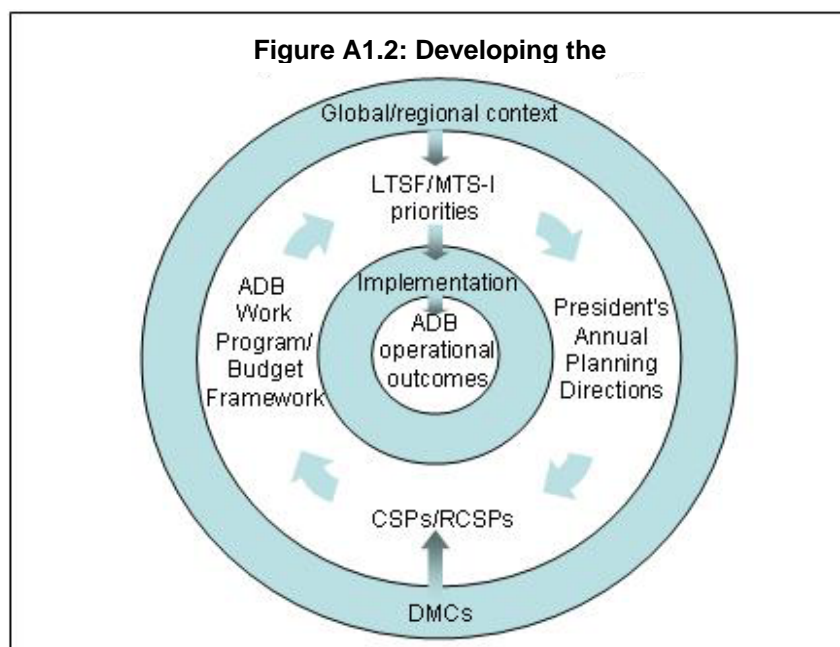 Figure A1.2: Developing the
Global/regional context
LTSF/MTS-I
priorities
Implementation
ADB
operational
outcomes
ADB
Work
Program/
Budget
Framework
President's
Annual
Planning
Directions
CSPs/RCSPs
DMCs